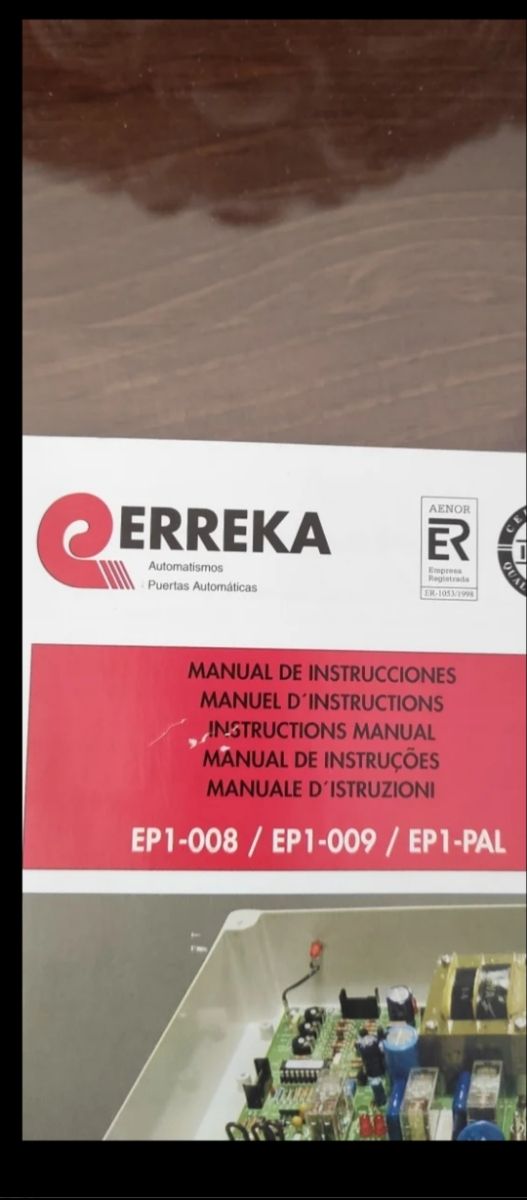 ERREKA
Automatismos
Puertas Automáticas
AENOR
ER
Empresa
Registrada
ER-1053/1998
MANUAL DE INSTRUCCIONES
MANUEL D´INSTRUCTIONS
INSTRUCTIONS MANUAL
MANUAL DE INSTRUÇÕES
MANUALE D´ISTRUZIONI
EP1-008 / EP1-009 / EP1-PAL